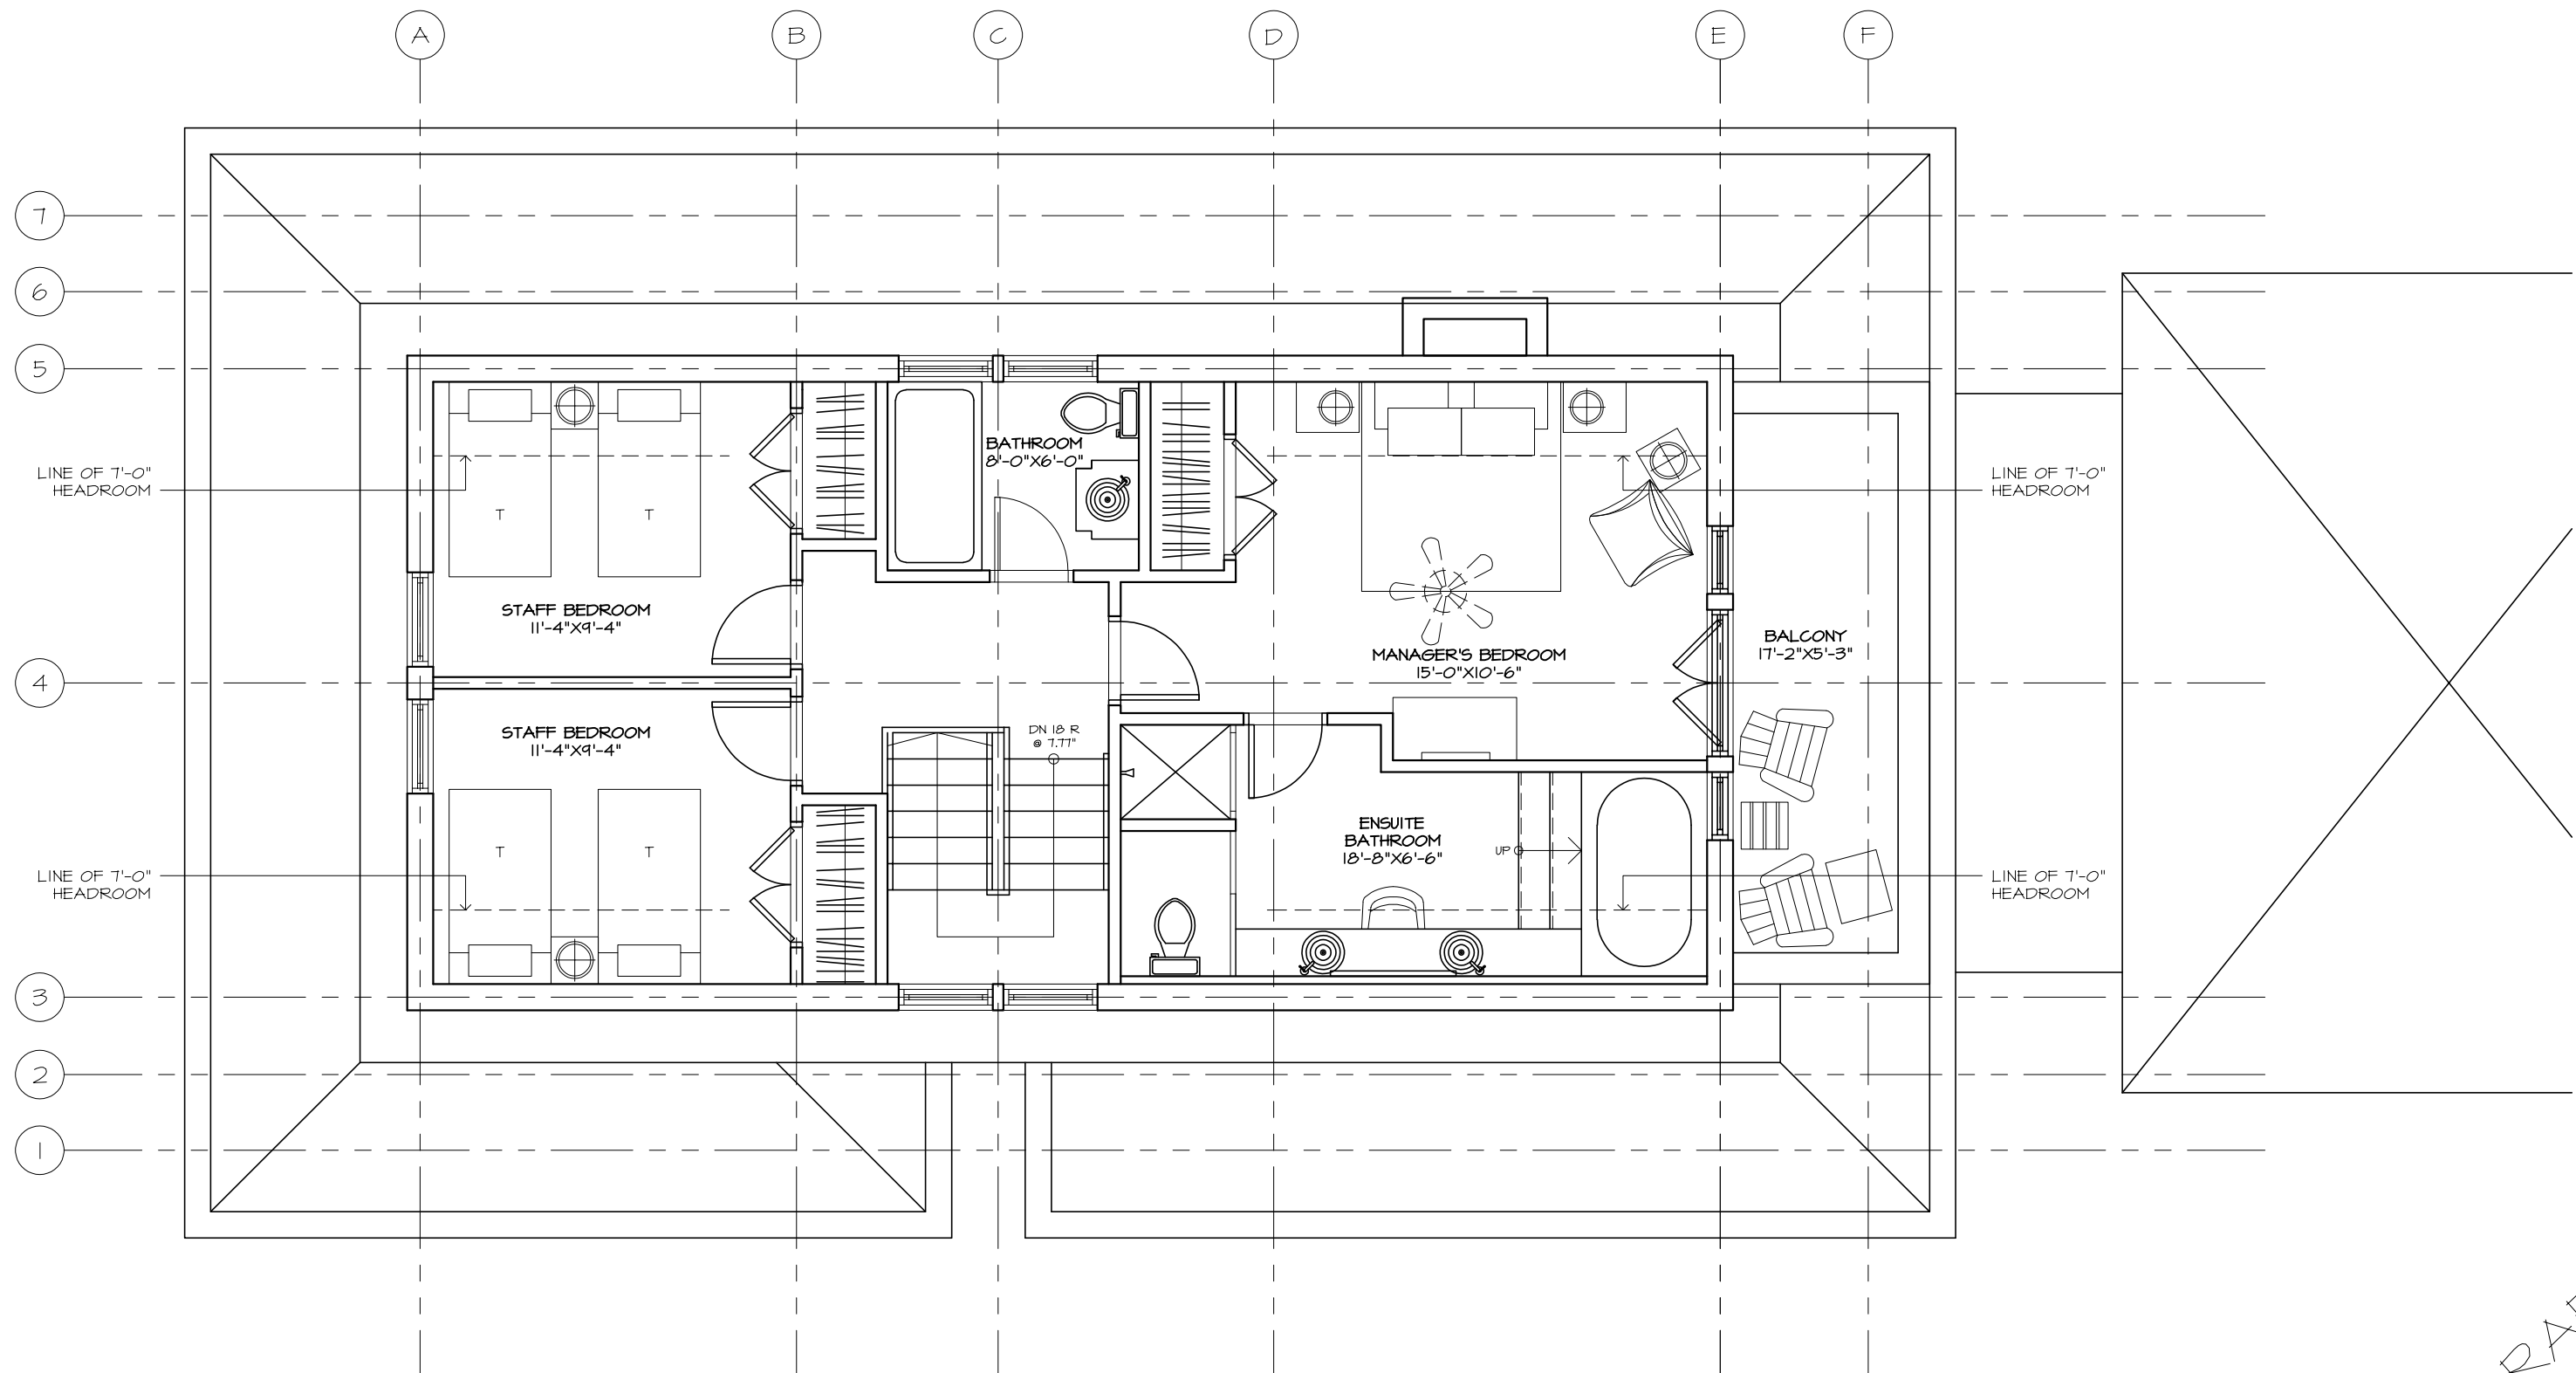 A
B
C
D
E
F
7
6
5
4
3
2
1
LINE OF 7'-0"
HEADROOM
BATHROOM
8'-0"X6'-0"
LINE OF 7'-0"
HEADROOM
T
T
STAFF BEDROOM
11'-4"X9'-4"
MANAGER'S BEDROOM
15'-0"X10'-6"
BALCONY
17'-2"X5'-3"
STAFF BEDROOM
11'-4"X9'-4"
DN 18 R
@ 7.77"
T
T
ENSUITE
BATHROOM
18'-8"X6'-6"
UP
LINE OF 7'-0"
HEADROOM
LINE OF 7'-0"
HEADROOM